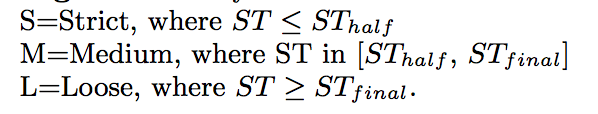 S=Strict, where ST ≤ ST_half
M=Medium, where ST in [ST_half, ST_final]
L=Loose, where ST ≥ ST_final.